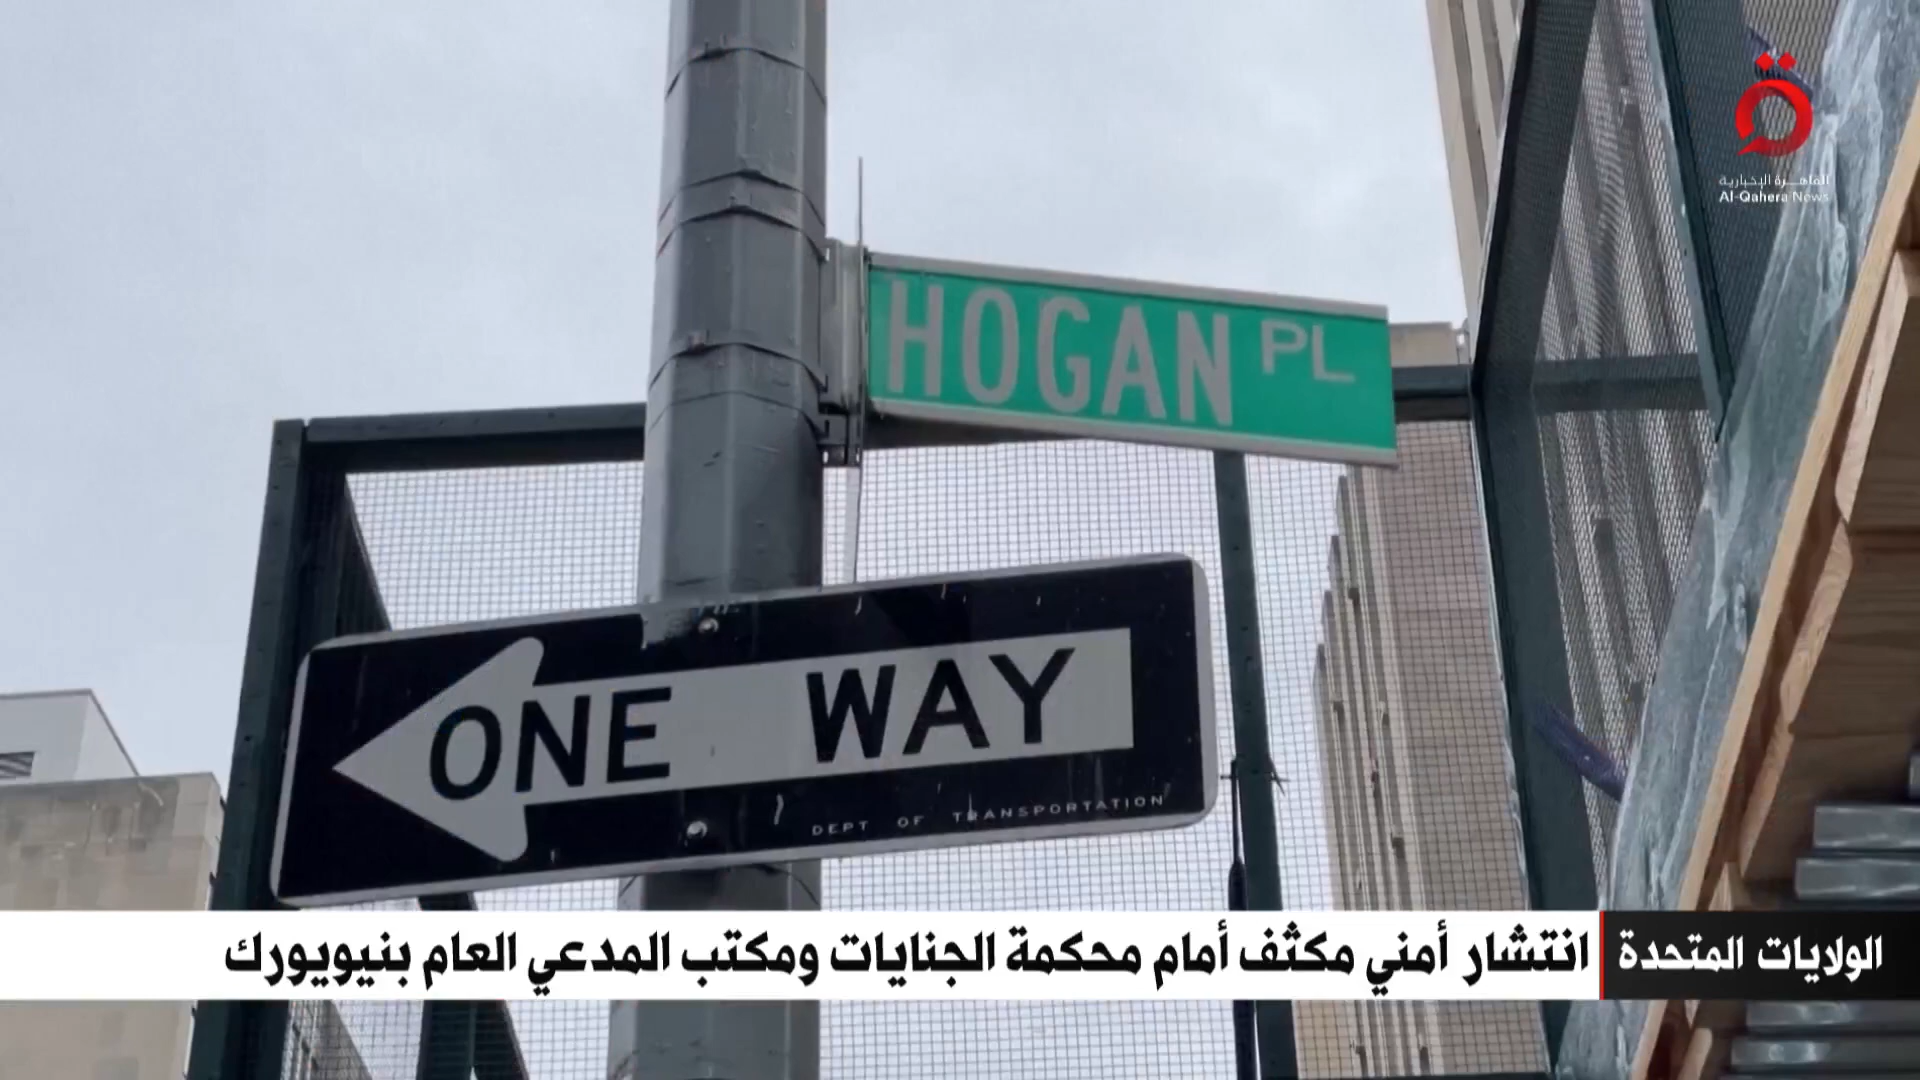 القاهرة الإخبارية
Al-Qahera News
HOGAN PL
ONE WAY
DEPT OF TRANSPORTATION
الولايات المتحدة
انتشار أمني مكثف أمام محكمة الجنايات ومكتب المدعي العام بنيويورك